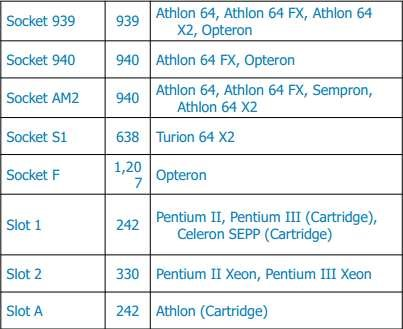 Socket 939 939 Athlon 64, Athlon 64 FX, Athlon 64
X2, Opteron
Socket 940 940 Athlon 64 FX, Opteron
Socket AM2 940 Athlon 64, Athlon 64 FX, Sempron,
Athlon 64 X2
Socket S1 638 Turion 64 X2
Socket F 1,20
7 Opteron
Slot 1 242 Pentium II, Pentium III (Cartridge),
Celeron SEPP (Cartridge)
Slot 2 330 Pentium II Xeon, Pentium III Xeon
Slot A 242 Athlon (Cartridge)